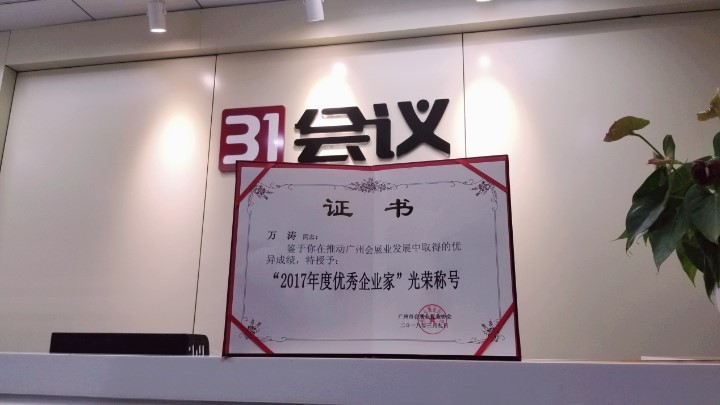 31会议
证 书
万 涛 同志:
鉴于你在推动广州会展业发展中取得的优
异成绩,特授予:
“2017年度优秀企业家”光荣称号